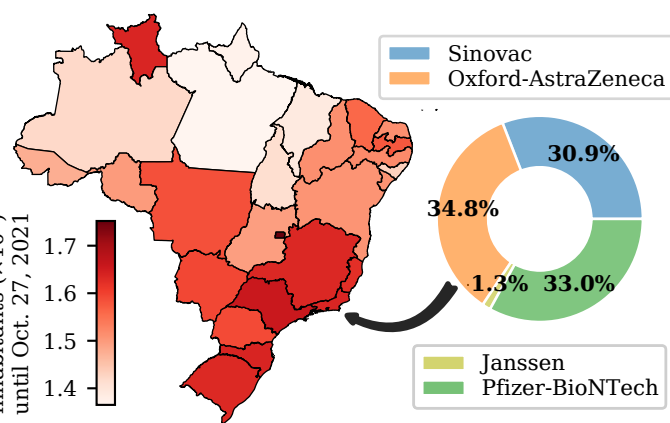 Sinovac
Oxford-AstraZeneca
30.9%
34.8%
1.3%
33.0%
until Oct. 27, 2021
1.7
1.6
1.5
1.4
Janssen
Pfizer-BioNTech